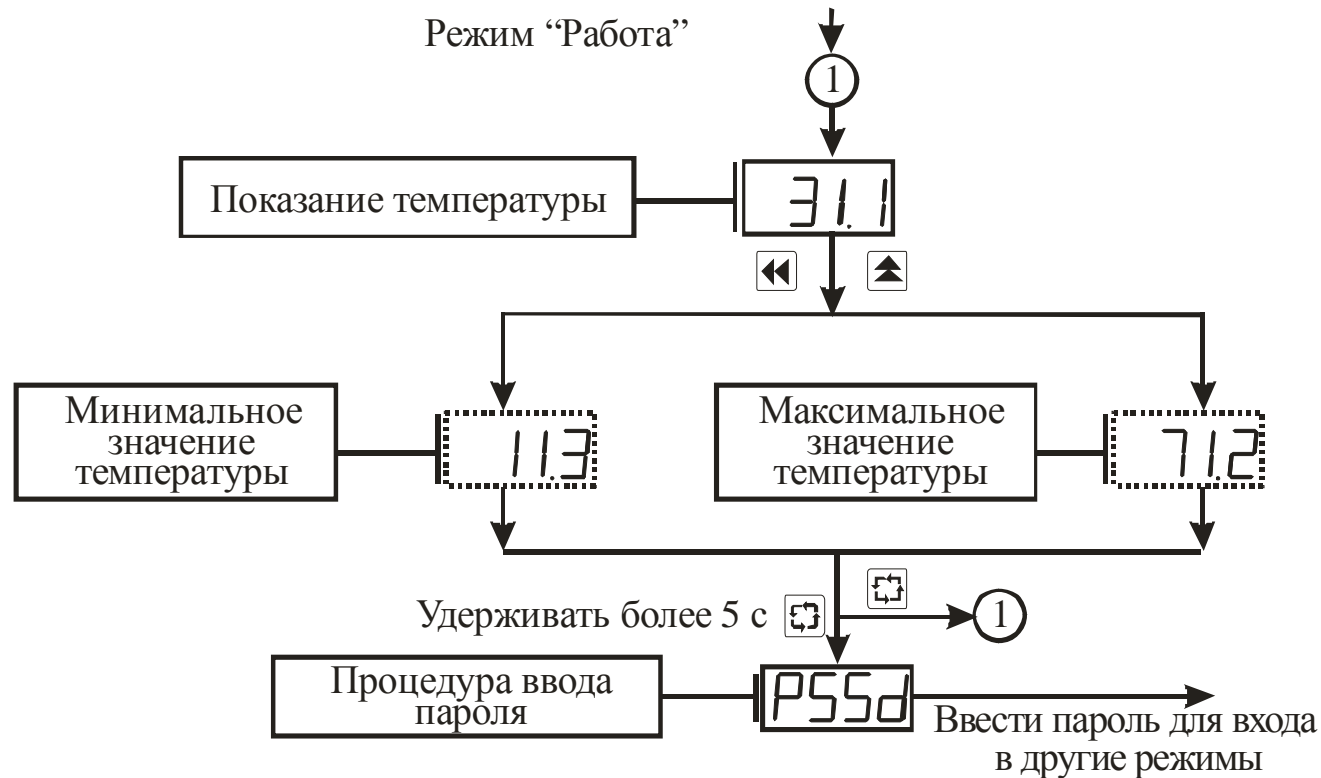 Режим “Работа”
1
Показание температуры
31.1
Минимальное
значение
температуры
11.3
Максимальное
значение
температуры
71.2
Удерживать более 5 с
1
Процедура ввода
пароля
PSSd
Ввести пароль для входа
в другие режимы